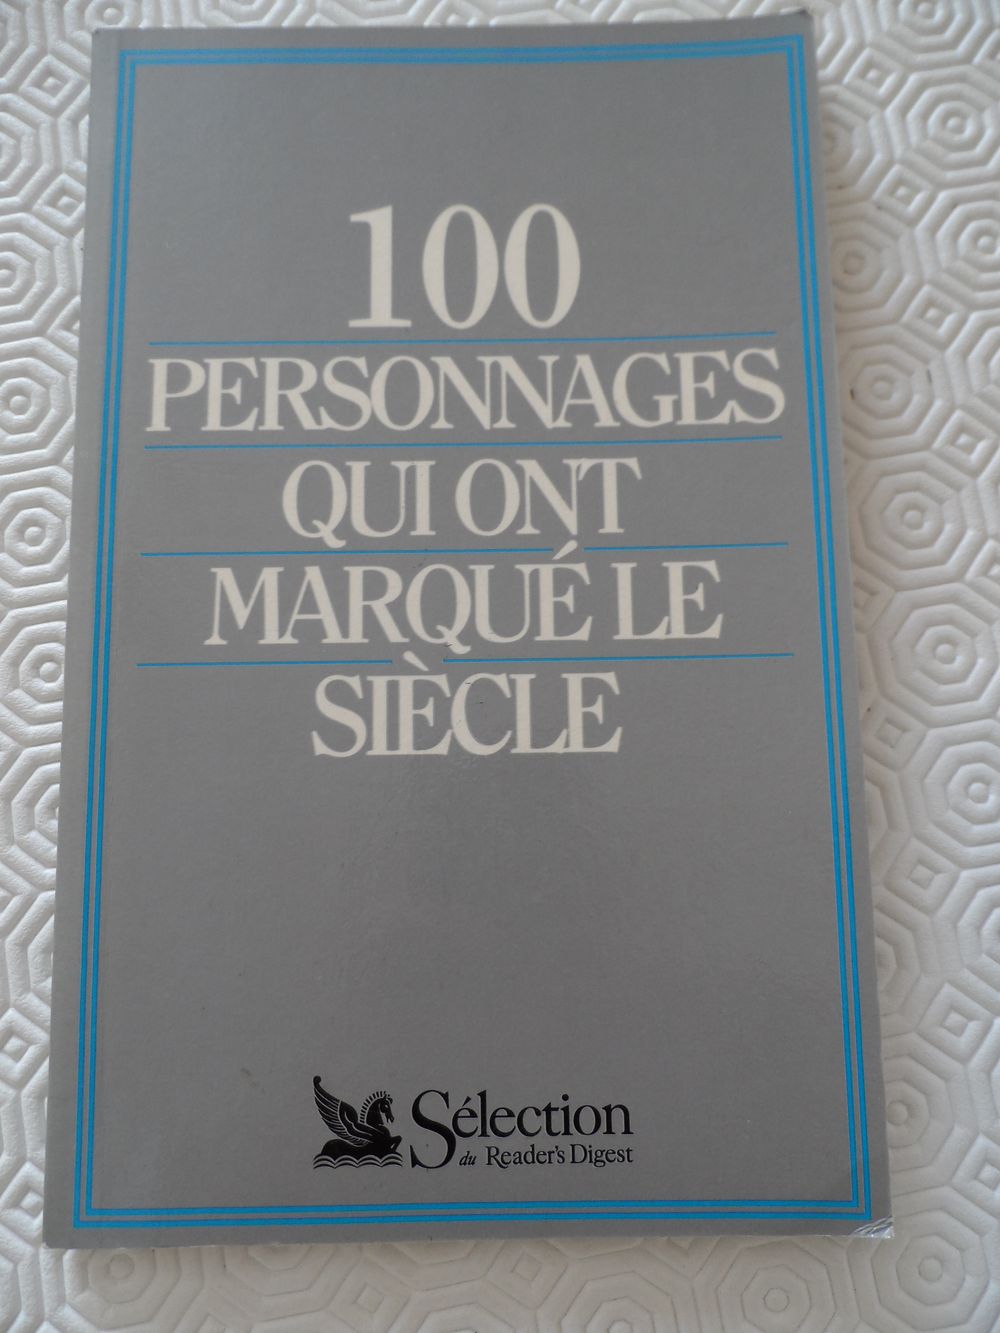 100
PERSONNAGES
QUI ONT
MARQUÉ LE
SIÈCLE
Sélection
du Reader's Digest